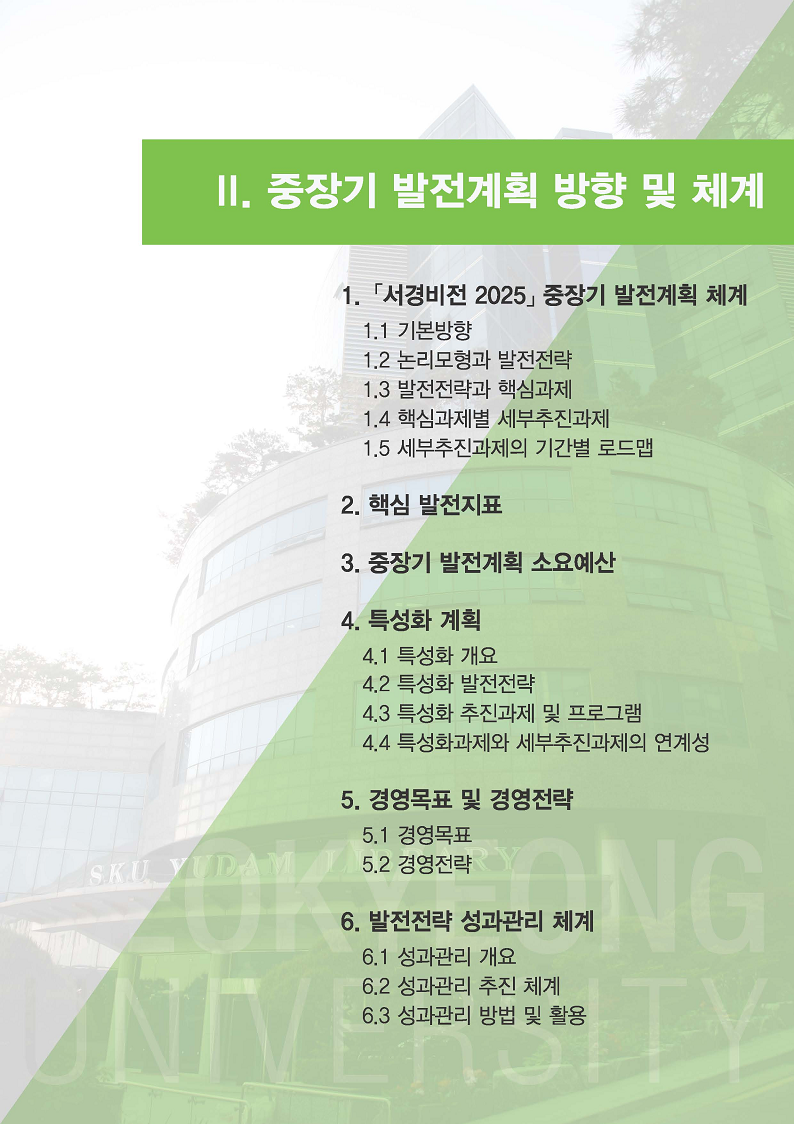 Ⅱ. 중장기 발전계획 방향 및 체계
1. 「서경비전 2025」 중장기 발전계획 체계
1.1 기본방향
1.2 논리모형과 발전전략
1.3 발전전략과 핵심과제
1.4 핵심과제별 세부추진과제
1.5 세부추진과제의 기간별 로드맵
2. 핵심 발전지표
3. 중장기 발전계획 소요예산
4. 특성화 계획
4.1 특성화 개요
4.2 특성화 발전전략
4.3 특성화 추진과제 및 프로그램
4.4 특성화과제와 세부추진과제의 연계성
5. 경영목표 및 경영전략
5.1 경영목표
5.2 경영전략
SKU YUDAM LIBRARY
6. 발전전략 성과관리 체계
6.1 성과관리 개요
6.2 성과관리 추진 체계
6.3 성과관리 방법 및 활용
UNIVERSITY